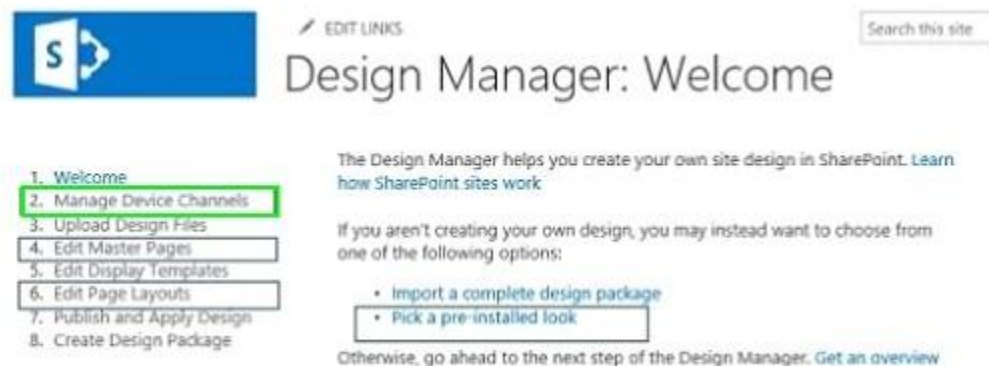 S
EDIT LINKS
Search this site
Design Manager: Welcome
1. Welcome
2. Manage Device Channels
3. Upload Design Files
4. Edit Master Pages
5. Edit Display Templates
6. Edit Page Layouts
7. Publish and Apply Design
8. Create Design Package
The Design Manager helps you create your own site design in SharePoint. Learn
how SharePoint sites work
If you aren't creating your own design, you may instead want to choose from
one of the following options:
• Import a complete design package
• Pick a pre-installed look
Otherwise, go ahead to the next step of the Design Manager. Get an overview